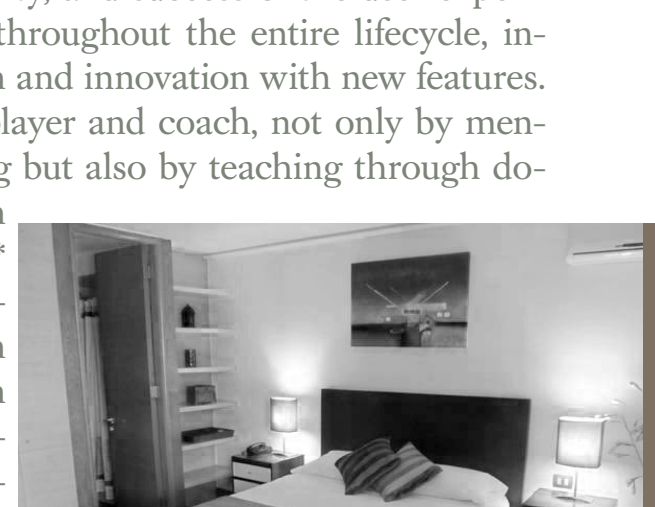 throughout the entire lifecycle, in-
and innovation with new features.
and coach, not only by men-
but also by teaching through do-
*
-
-
-